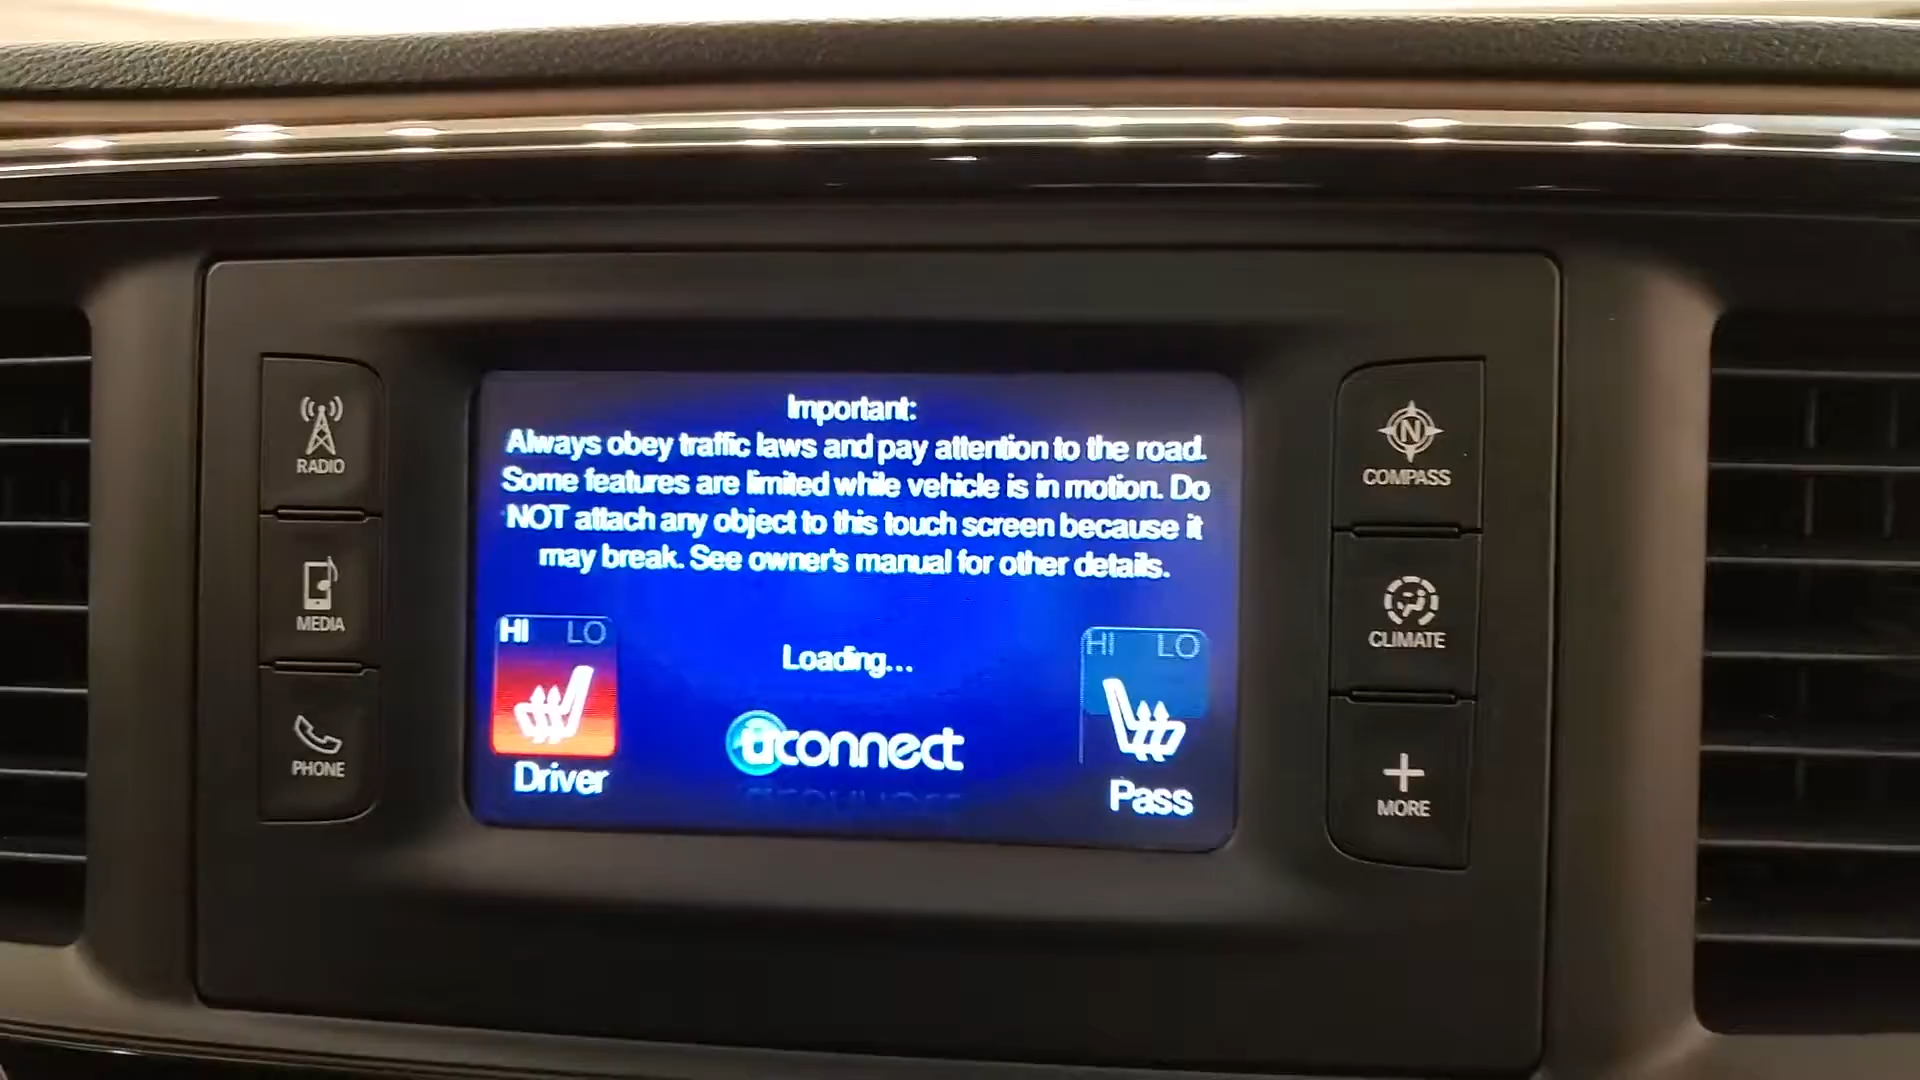 Important:
Always obey traffic laws and pay attention to the road.
Some features are limited while vehicle is in motion. Do
NOT attach any object to this touch screen because it
may break. See owner's manual for other details.
HI LO
Loading...
HI LO
uconnect
Driver
Pass
RADIO
MEDIA
PHONE
N
COMPASS
CLIMATE
MORE